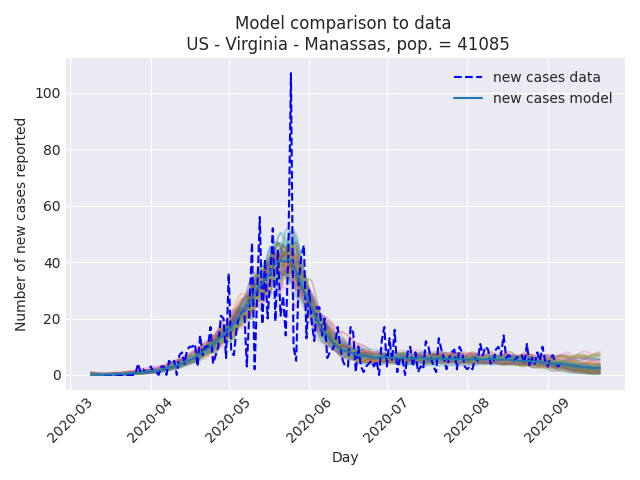 Model comparison to data
US - Virginia - Manassas, pop. = 41085
new cases data
new cases model
Number of new cases reported
100
80
60
40
20
0
2020-03
2020-04
2020-05
2020-06
2020-07
2020-08
2020-09
Day